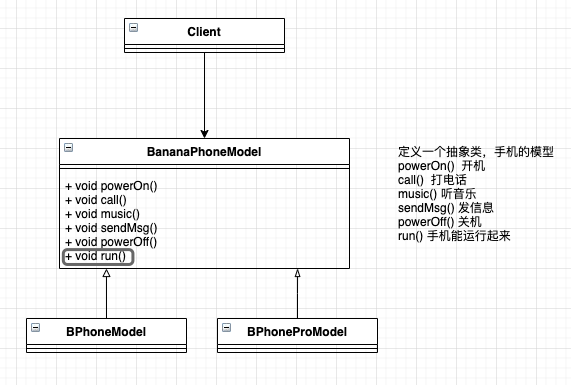 Client
BananaPhoneModel
+ void powerOn()
+ void call()
+ void music()
+ void sendMsg()
+ void powerOff()
+ void run()
定义一个抽象类，手机的模型
powerOn() 开机
call() 打电话
music() 听音乐
sendMsg() 发信息
powerOff() 关机
run() 手机能运行起来
BPhoneModel
BPhoneProModel